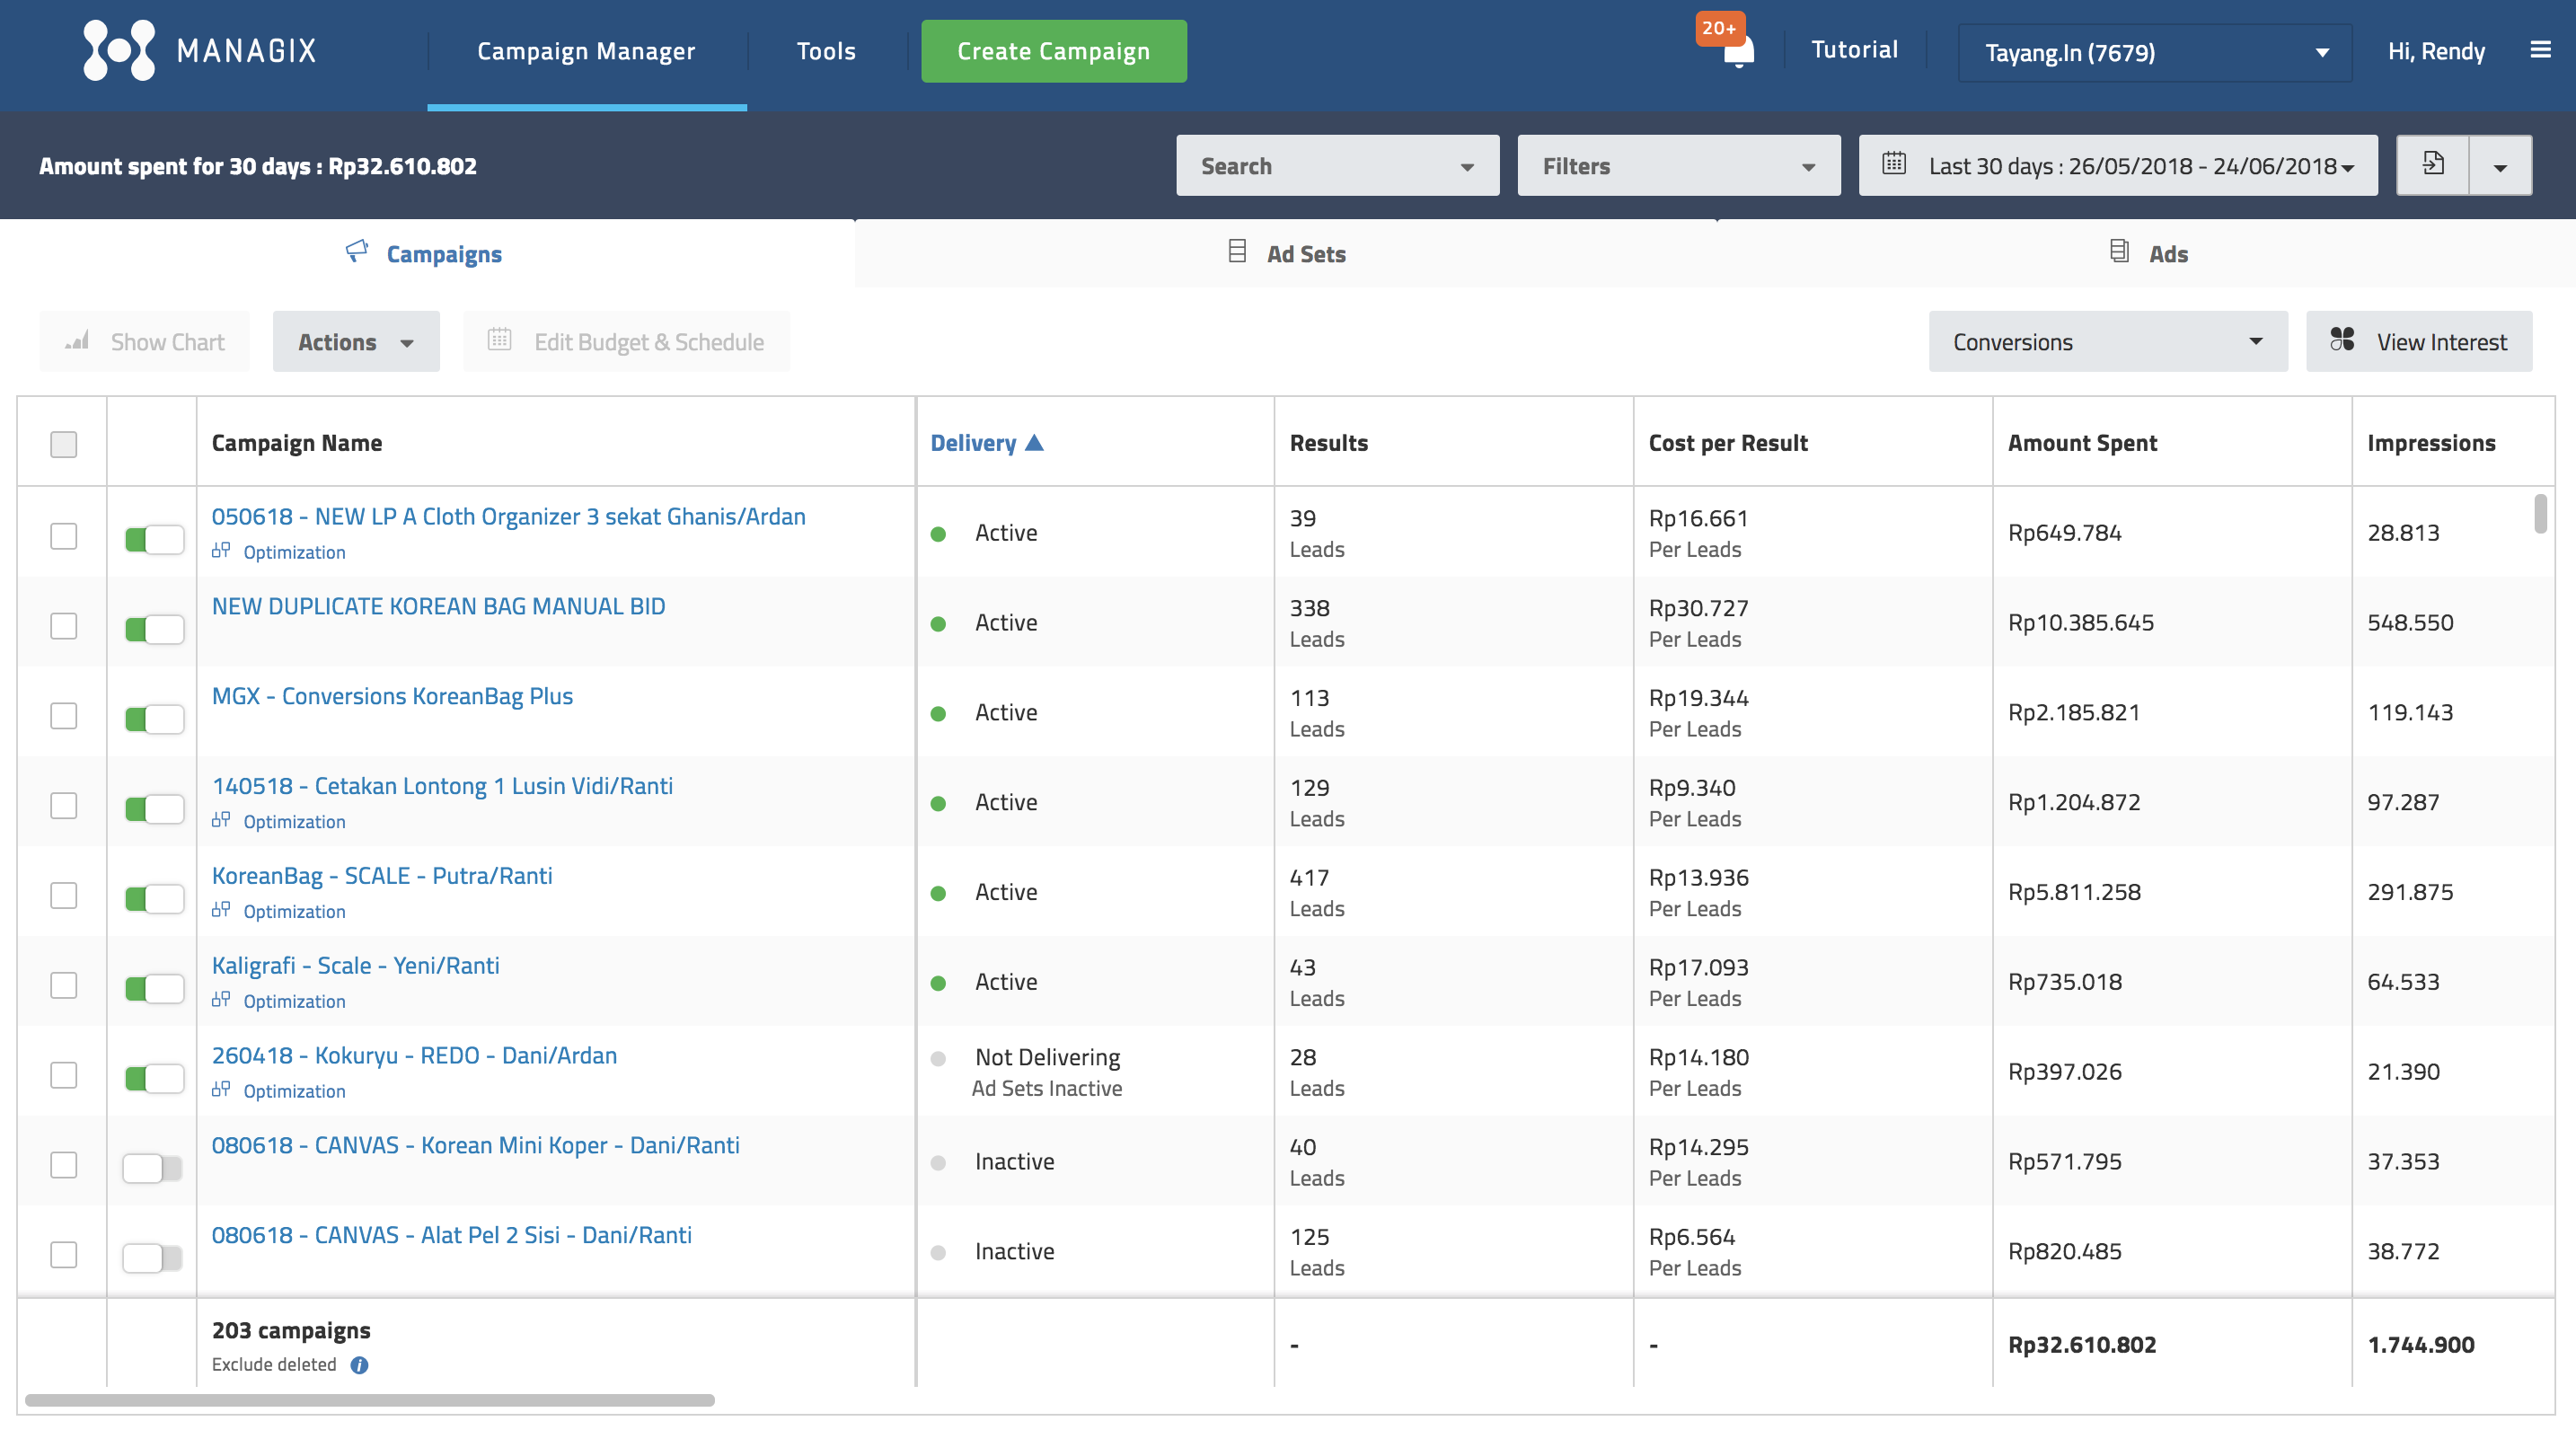 MANAGIX
Campaign Manager
Tools
Create Campaign
20+
Tutorial
Tayang.In (7679)
Hi, Rendy
Amount spent for 30 days : Rp32.610.802
Search
Filters
Last 30 days : 26/05/2018 - 24/06/2018
Campaigns
Ad Sets
Ads
Show Chart
Actions
Edit Budget & Schedule
Conversions
View Interest
Campaign Name
Delivery
Results
Cost per Result
Amount Spent
Impressions
050618 - NEW LP A Cloth Organizer 3 sekat Ghanis/Ardan
Optimization
Active
39
Leads
Rp16.661
Per Leads
Rp649.784
28.813
NEW DUPLICATE KOREAN BAG MANUAL BID
Active
338
Leads
Rp30.727
Per Leads
Rp10.385.645
548.550
MGX - Conversions KoreanBag Plus
Active
113
Leads
Rp19.344
Per Leads
Rp2.185.821
119.143
140518 - Cetakan Lontong 1 Lusin Vidi/Ranti
Optimization
Active
129
Leads
Rp9.340
Per Leads
Rp1.204.872
97.287
KoreanBag - SCALE - Putra/Ranti
Optimization
Active
417
Leads
Rp13.936
Per Leads
Rp5.811.258
291.875
Kaligrafi - Scale - Yeni/Ranti
Optimization
Active
43
Leads
Rp17.093
Per Leads
Rp735.018
64.533
260418 - Kokuryu - REDO - Dani/Ardan
Optimization
Not Delivering
Ad Sets Inactive
28
Leads
Rp14.180
Per Leads
Rp397.026
21.390
080618 - CANVAS - Korean Mini Koper - Dani/Ranti
Inactive
40
Leads
Rp14.295
Per Leads
Rp571.795
37.353
080618 - CANVAS - Alat Pel 2 Sisi - Dani/Ranti
Inactive
125
Leads
Rp6.564
Per Leads
Rp820.485
38.772
203 campaigns
Exclude deleted
-
-
Rp32.610.802
1.744.900